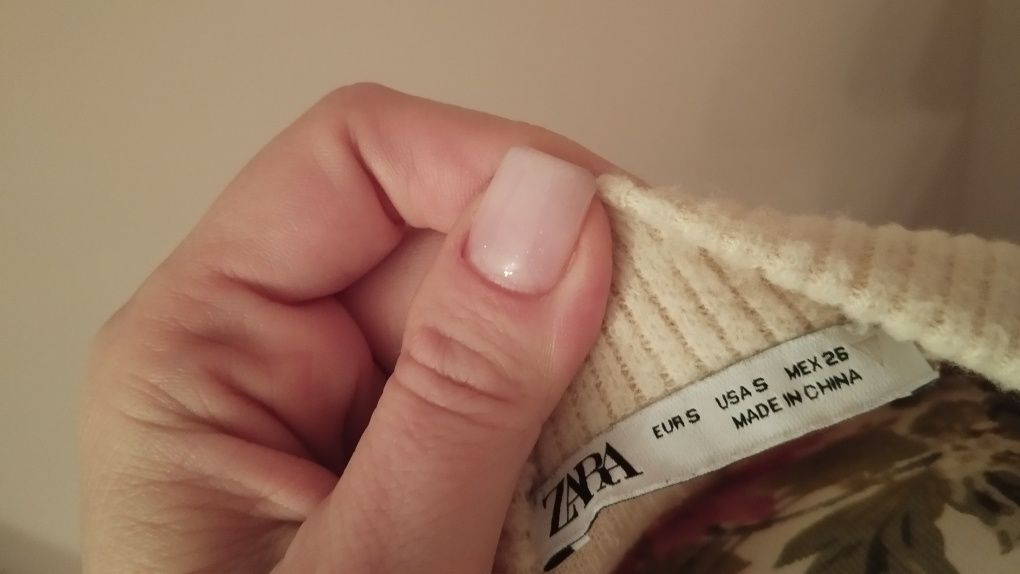 ZARA
EUR S USA S MEX 26
MADE IN CHINA